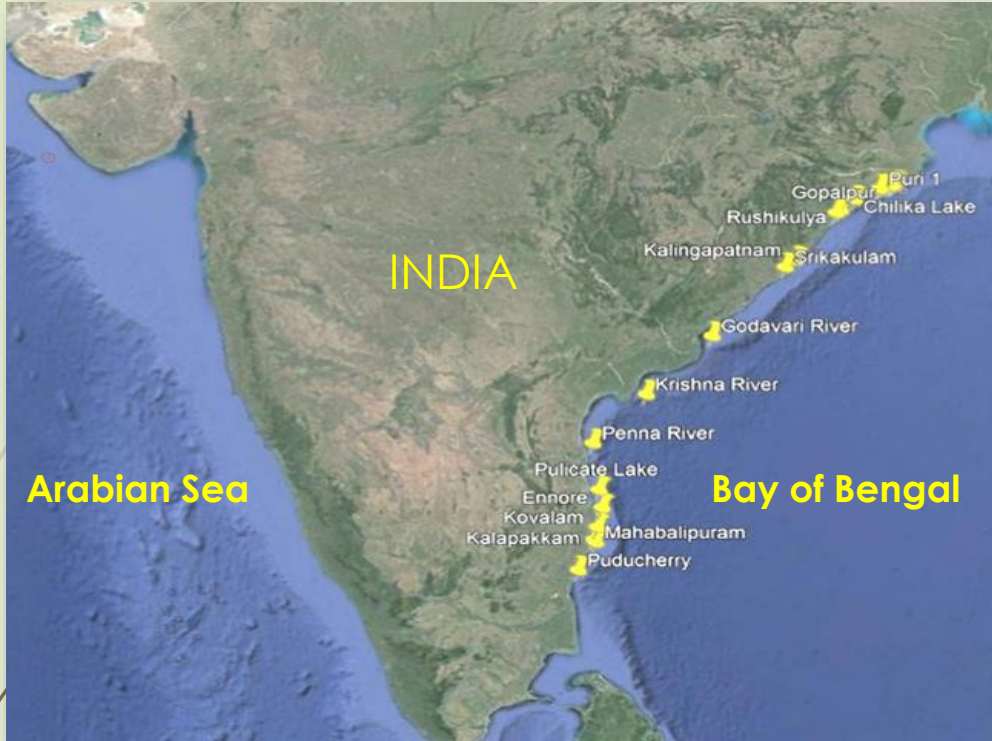 Puri 1
Gopalpur
Chilika Lake
Rushikulya
Kalingapatnam
Srikakulam
INDIA
Godavari River
Krishna River
Penna River
Pulicate Lake
Arabian Sea
Bay of Bengal
Ennore
Kovalam
Mahabalipuram
Kalapakkam
Puducherry